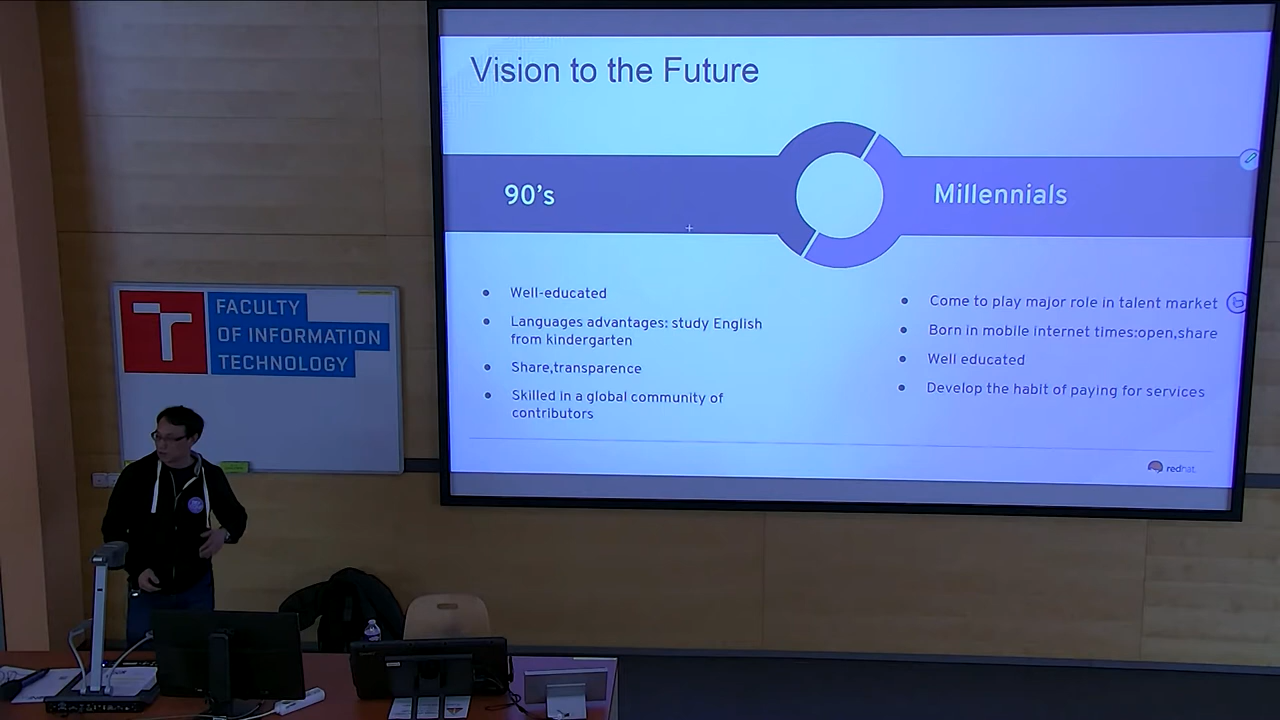 Vision to the Future
90's
Millennials
Well-educated
Languages advantages: study English
from kindergarten
Share,transparence
Skilled in a global community of
contributors
Come to play major role in talent market
Born in mobile internet times:open,share
Well educated
Develop the habit of paying for services
redhat
T
FACULTY
OF INFORMATION
TECHNOLOGY